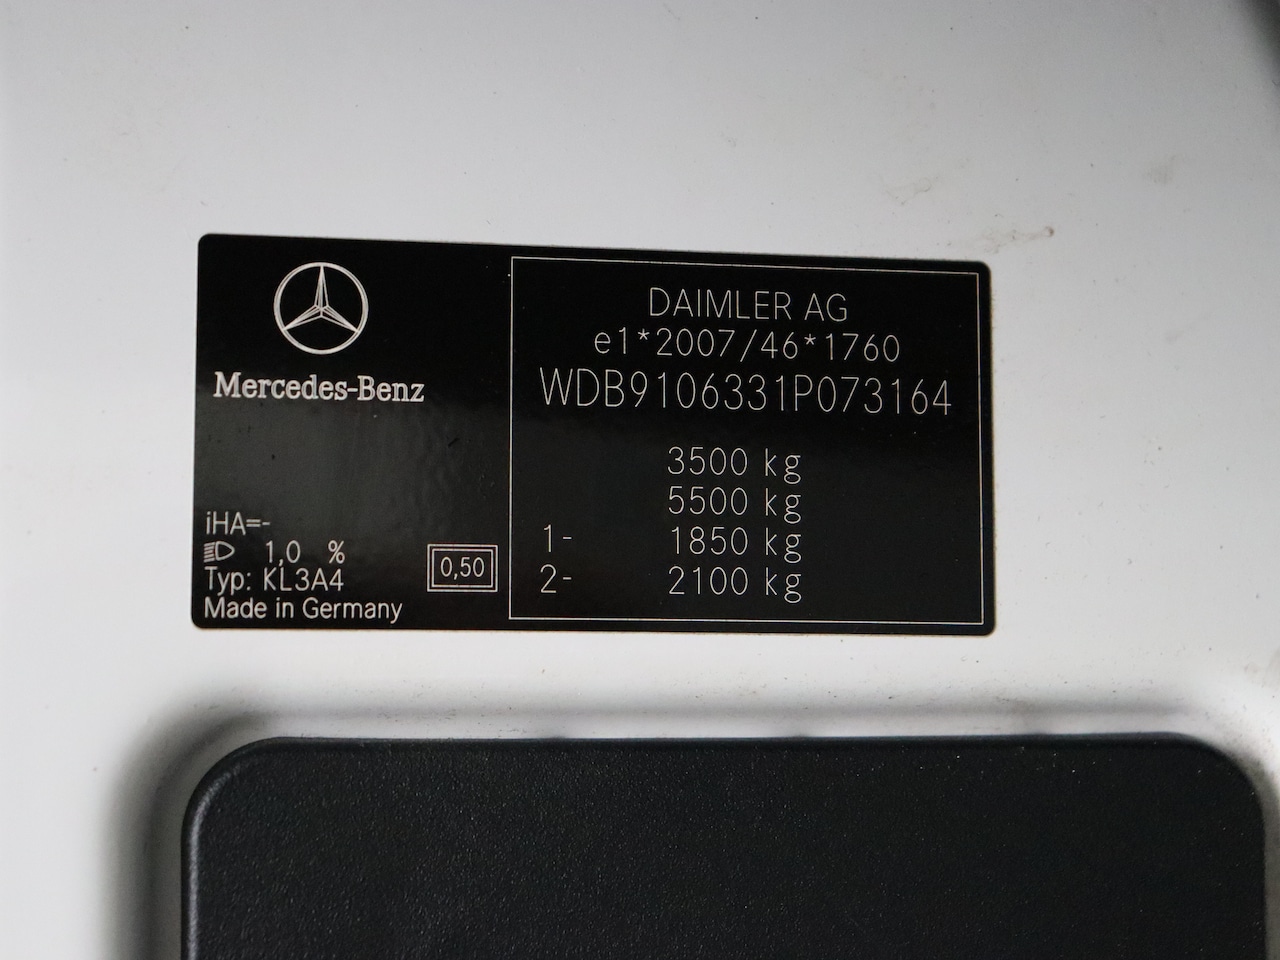 Mercedes-Benz
iHA=-
1,0 %
Typ: KL3A4
Made in Germany
0,50
DAIMLER AG
e1*2007/46*1760
WDB9106331P073164
3500 kg
5500 kg
1- 1850 kg
2- 2100 kg